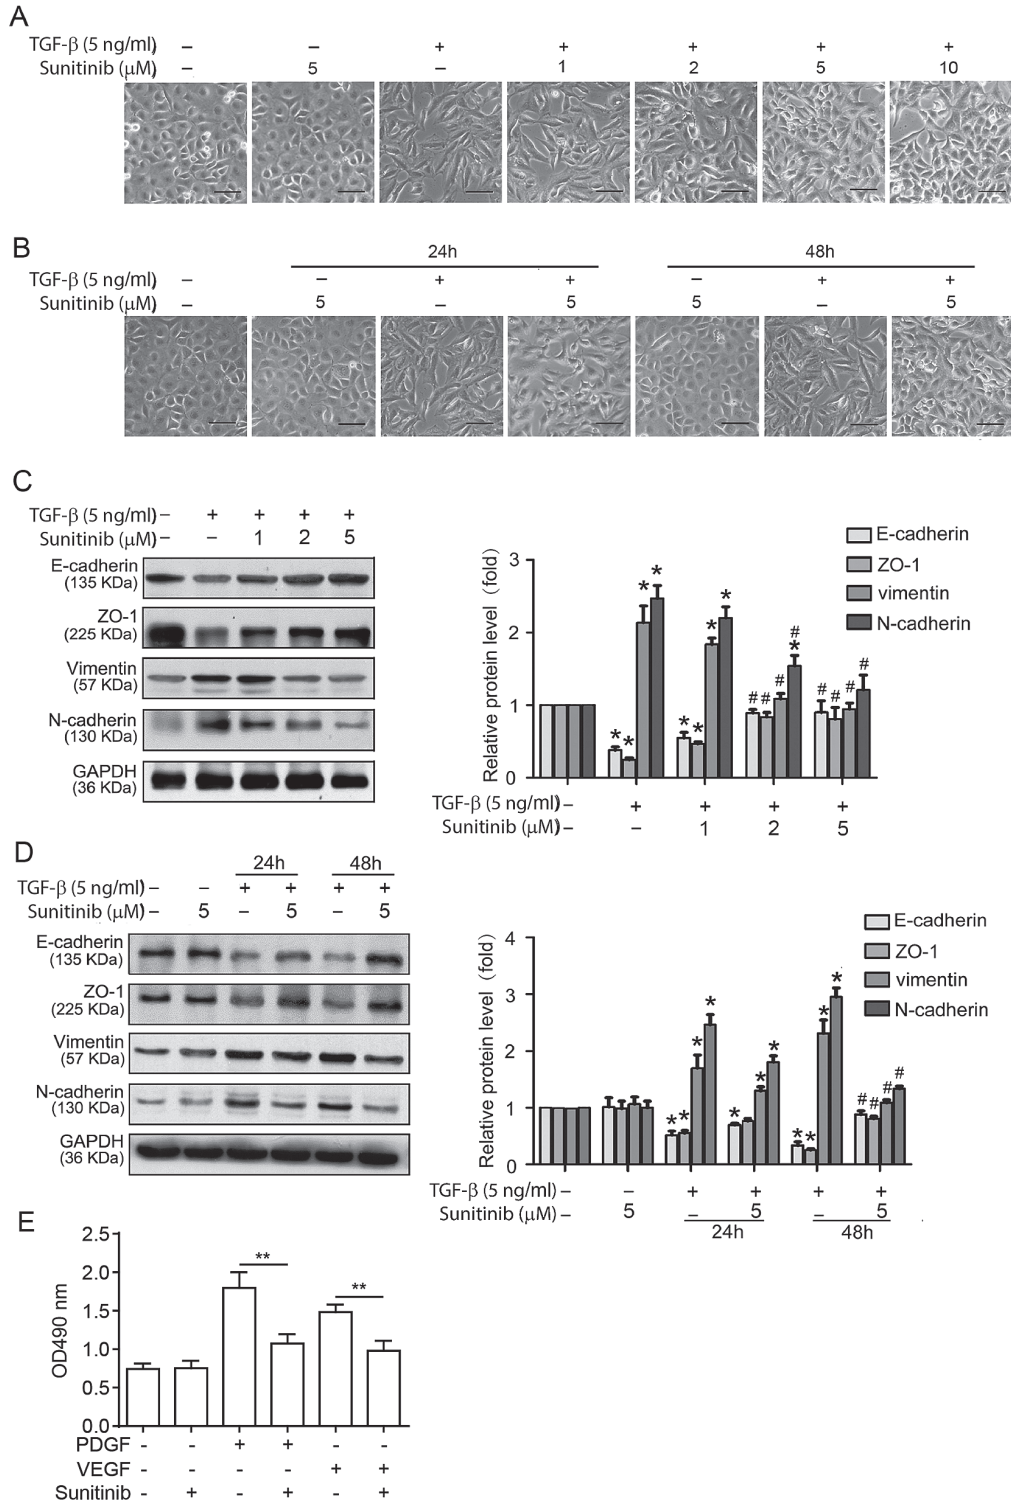 A
TGF-β (5 ng/ml) – – + + + + +
Sunitinib (μM) – 5 – 1 2 5 10
B
24h 48h
TGF-β (5 ng/ml) – – + + – + +
Sunitinib (μM) – 5 – 5 5 – 5
C
TGF-β (5 ng/ml) – + + + +
Sunitinib (μM) – – 1 2 5
E-cadherin
(135 KDa)
ZO-1
(225 KDa)
Vimentin
(57 KDa)
N-cadherin
(130 KDa)
GAPDH
(36 KDa)
Relative protein level (fold)
3
2
1
0
* * * *
* * * *
# # # # *
# # # #
E-cadherin
ZO-1
vimentin
N-cadherin
TGF-β (5 ng/ml) – + + + +
Sunitinib (μM) – – 1 2 5
D
24h 48h
TGF-β (5 ng/ml) – – + + + +
Sunitinib (μM) – 5 – 5 – 5
E-cadherin
(135 KDa)
ZO-1
(225 KDa)
Vimentin
(57 KDa)
N-cadherin
(130 KDa)
GAPDH
(36 KDa)
Relative protein level (fold)
4
3
2
1
0
* * * *
* * *
* * * *
# # # #
E-cadherin
ZO-1
vimentin
N-cadherin
TGF-β (5 ng/ml) – – + + + +
Sunitinib (μM) – 5 – 5 – 5
24h 48h
E
OD490 nm
2.5
2.0
1.5
1.0
0.5
0.0
** **
PDGF - - + + - -
VEGF - - - - + +
Sunitinib - + - + - +